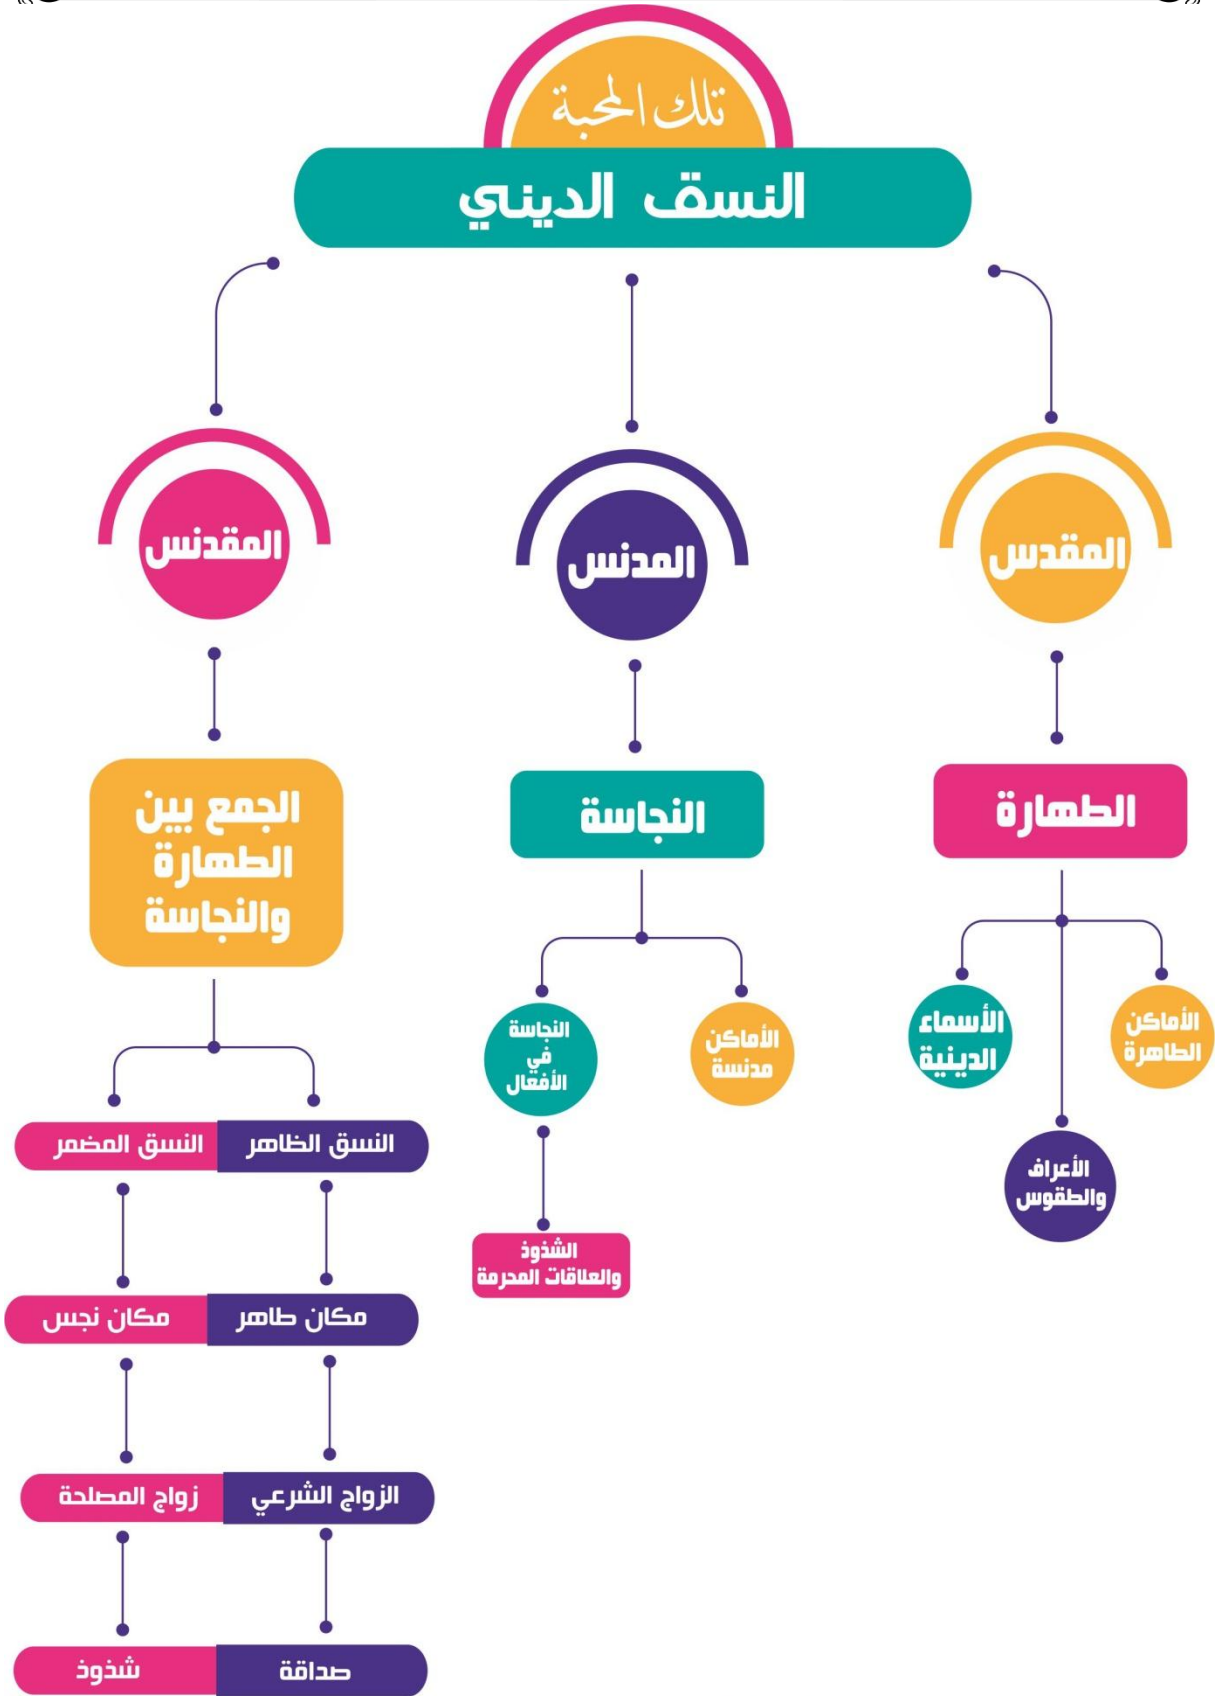 تلك المحبة
النسق الديني
المقدس
المدنس
المقدنس
الطهارة
النجاسة
الجمع بين
الطهارة
والنجاسة
الأماكن
الطاهرة
الأسماء
الدينية
الأعراف
والطقوس
الأماكن
مدنسة
النجاسة
في
الأفعال
الشذوذ
والعلاقات المحرمة
النسق الظاهر
النسق المضمر
مكان طاهر
مكان نجس
الزواج الشرعي
زواج المصلحة
صداقة
شذوذ